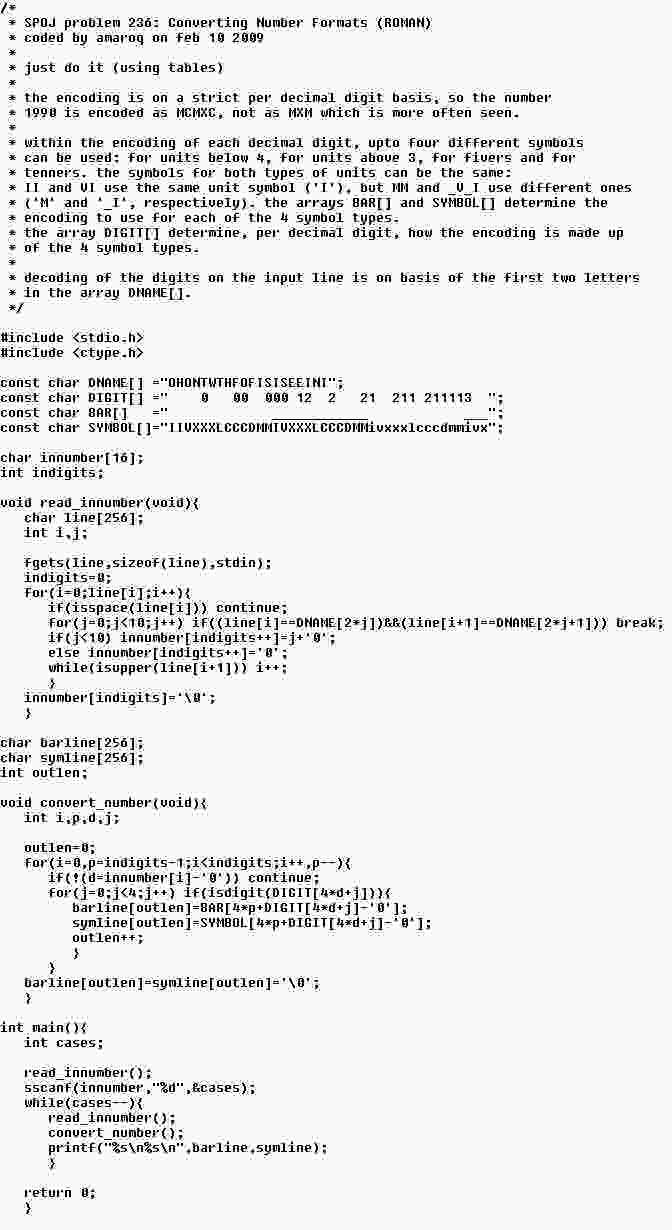 /*
 * SPOJ problem 236: Converting Number Formats (ROMAN)
 * coded by amaroq on feb 10 2009
 *
 * just do it (using tables)
 *
 * the encoding is on a strict per decimal digit basis, so the number
 * 1990 is encoded as MCMXC, not as MXM which is more often seen.
 *
 * within the encoding of each decimal digit, upto four different symbols
 * can be used: for units below 4, for units above 3, for fivers and for
 * tenners. the symbols for both types of units can be the same:
 * II and VI use the same unit symbol ('I'), but MM and _V_I use different ones
 * ('M' and '_I', respectively). the arrays BAR[] and SYMBOL[] determine the
 * encoding to use for each of the 4 symbol types.
 * the array DIGIT[] determine, per decimal digit, how the encoding is made up
 * of the 4 symbol types.
 *
 * decoding of the digits on the input line is on basis of the first two letters
 * in the array DNAME[].
 */

#include <stdio.h>
#include <ctype.h>

const char DNAME[] ="OHONTWTHFOFISISEEINI";
const char DIGIT[] ="    0   00  000 12  2   21  211 211113  ";
const char BAR[]   ="             ____________            ___";
const char SYMBOL[]="IIVXXXLCCCDMMIVXXXLCCCDMMivxxxlcccdmmivx";

char innumber[16];
int indigits;

void read_innumber(void){
   char line[256];
   int i,j;

   fgets(line,sizeof(line),stdin);
   indigits=0;
   for(i=0;line[i];i++){
      if(isspace(line[i])) continue;
      for(j=0;j<10;j++) if((line[i]==DNAME[2*j])&&(line[i+1]==DNAME[2*j+1])) break;
      if(j<10) innumber[indigits++]=j+'0';
      else innumber[indigits++]='0';
      while(isupper(line[i+1])) i++;
      }
   innumber[indigits]='\0';
   }

char barline[256];
char symline[256];
int outlen;

void convert_number(void){
   int i,p,d,j;

   outlen=0;
   for(i=0,p=indigits-1;i<indigits;i++,p--){
      if(!(d=innumber[i]-'0')) continue;
      for(j=0;j<4;j++) if(isdigit(DIGIT[4*d+j])){
         barline[outlen]=BAR[4*p+DIGIT[4*d+j]-'0'];
         symline[outlen]=SYMBOL[4*p+DIGIT[4*d+j]-'0'];
         outlen++;
         }
      }
   barline[outlen]=symline[outlen]='\0';
   }

int main(){
   int cases;

   read_innumber();
   sscanf(innumber,"%d",&cases);
   while(cases--){
      read_innumber();
      convert_number();
      printf("%s\n%s\n",barline,symline);
      }

   return 0;
   }